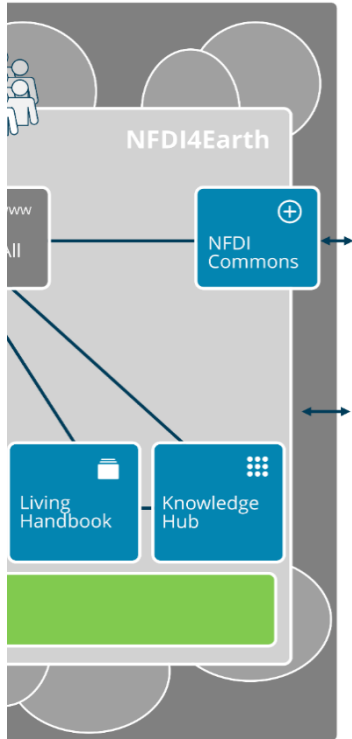 NFDI4Earth
NFDI
Commons
Living
Handbook
Knowledge
Hub